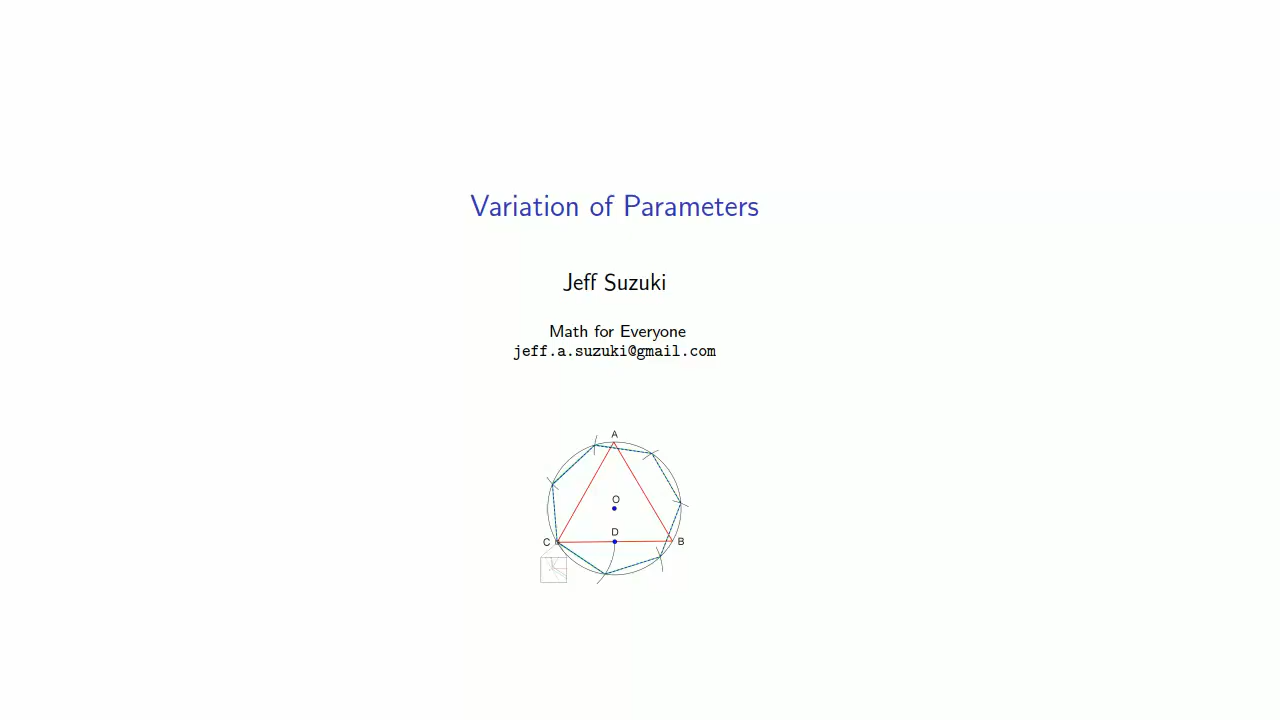 Variation of Parameters
Jeff Suzuki
Math for Everyone
jeff.a.suzuki@gmail.com
A
O
D
C
B